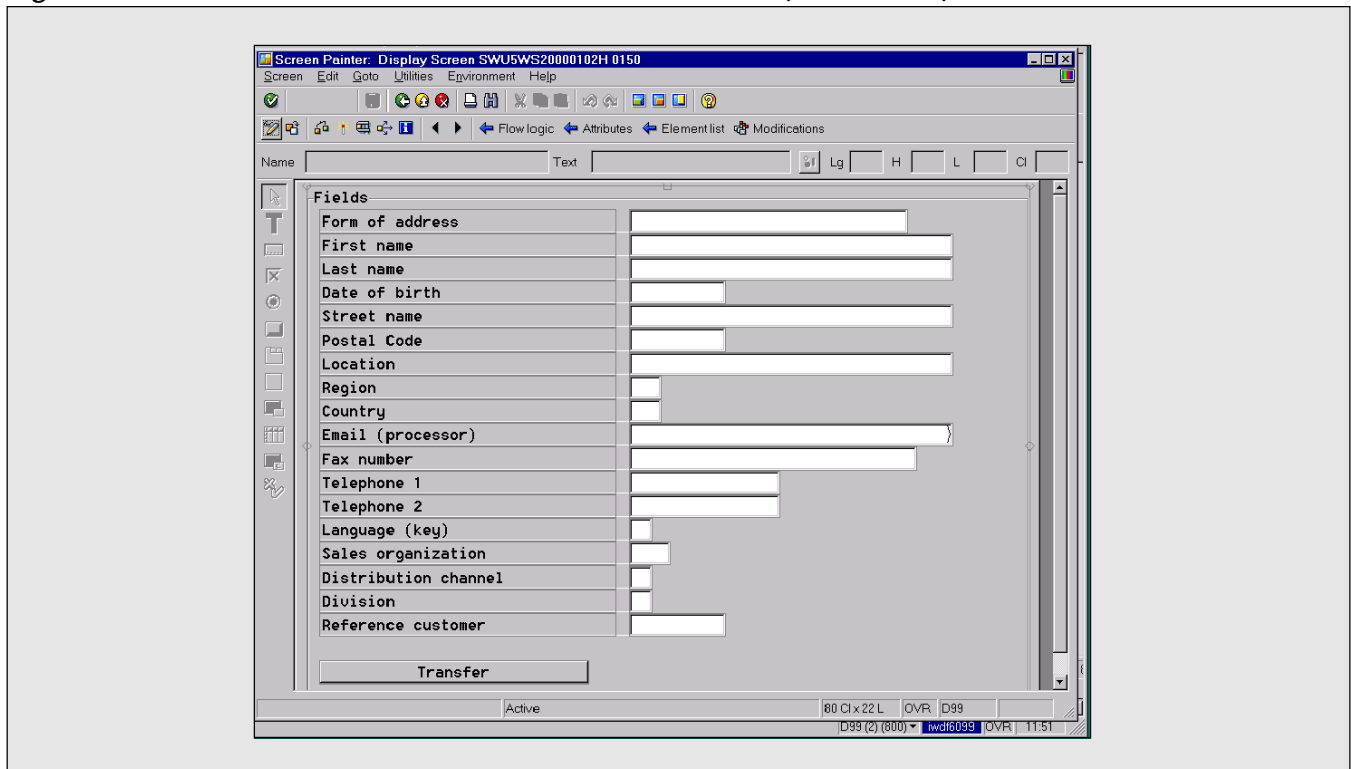 Screen Painter: Display Screen SWU5WS20000102H 0150
Screen Edit Goto Utilities Environment Help
Flow logic Attributes Element list Modifications
Name Text Lg H L Cl
Fields
Form of address
First name
Last name
Date of birth
Street name
Postal Code
Location
Region
Country
Email (processor)
Fax number
Telephone 1
Telephone 2
Language (key)
Sales organization
Distribution channel
Division
Reference customer
Transfer
Active 80 Cl x 22 L OVR D99
D99 (2) (800) iwdf6099 OVR 11:51